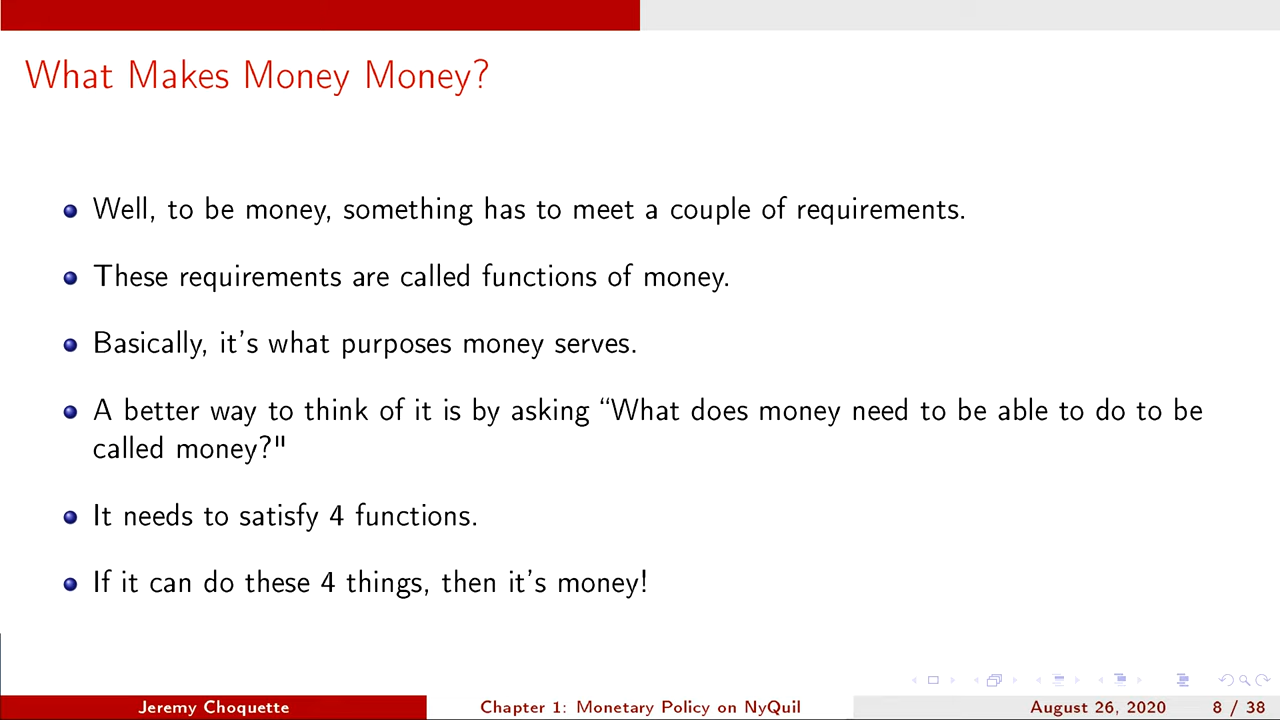 What Makes Money Money?
Well, to be money, something has to meet a couple of requirements.
These requirements are called functions of money.
Basically, it's what purposes money serves.
A better way to think of it is by asking “What does money need to be able to do to be
called money?"
It needs to satisfy 4 functions.
If it can do these 4 things, then it's money!
Jeremy Choquette
Chapter 1: Monetary Policy on NyQuil
August 26, 2020
8 / 38